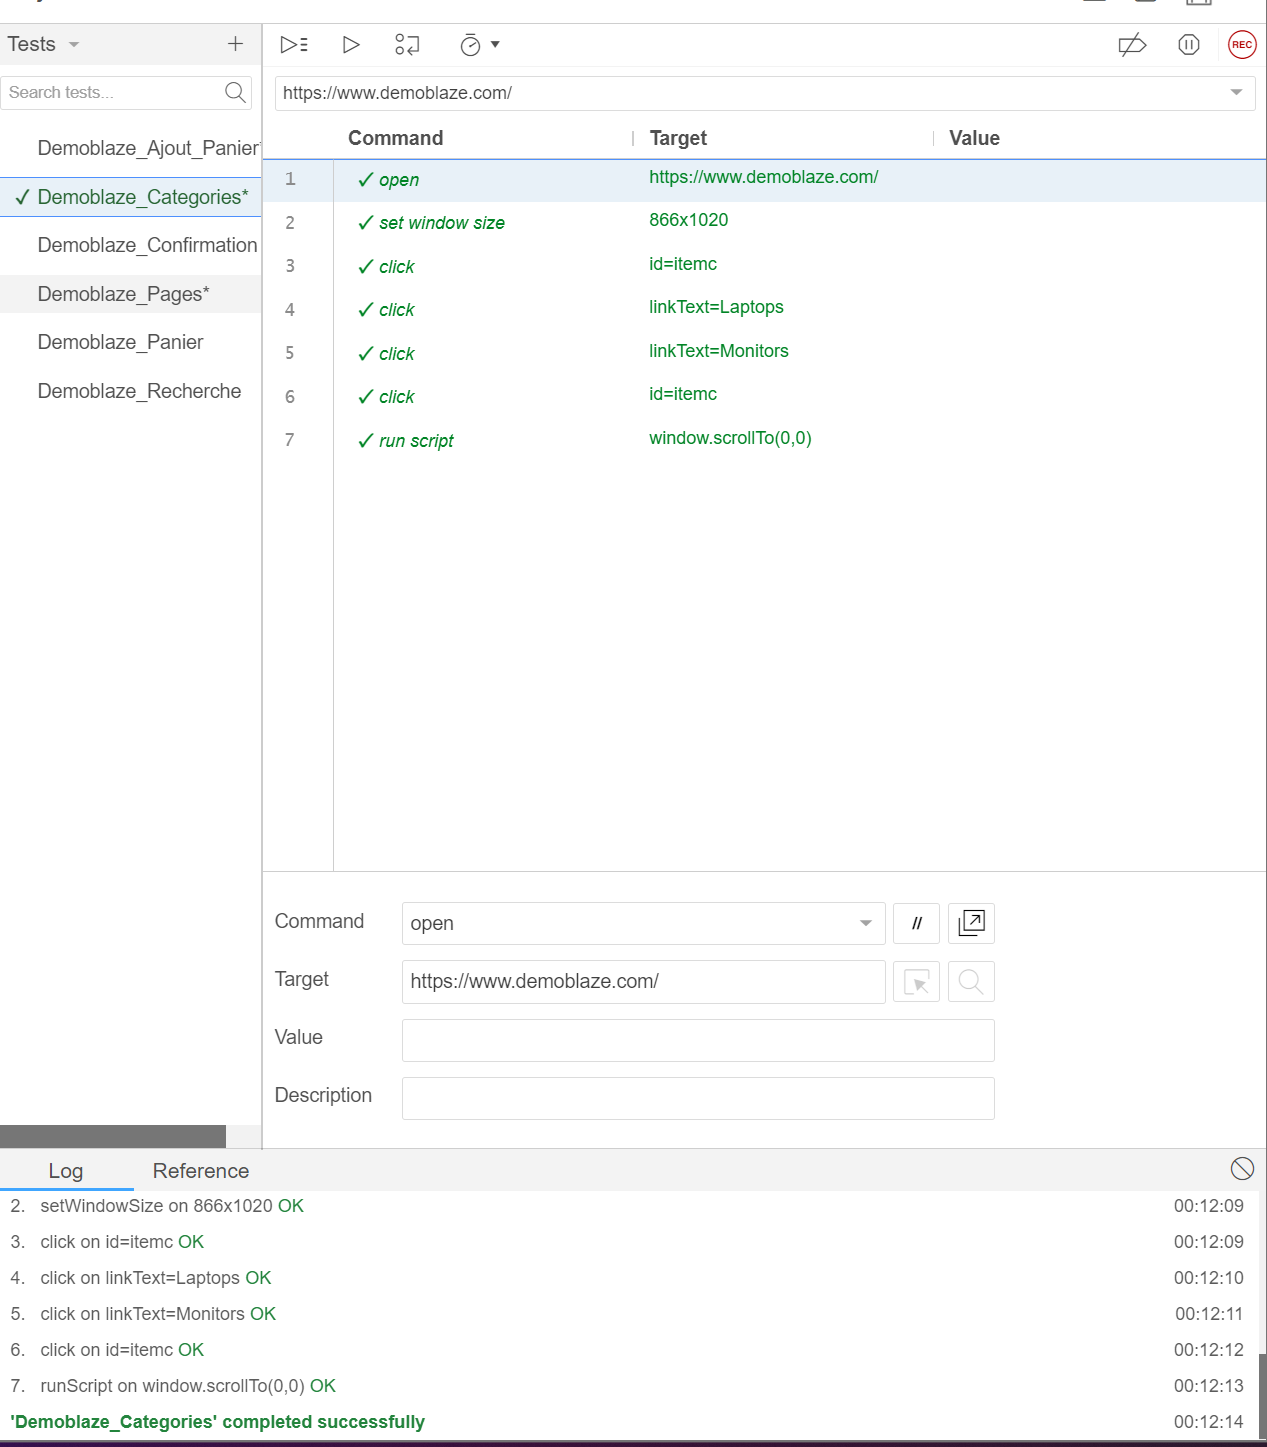 Tests
Search tests...
Demoblaze_Ajout_Panier
✓ Demoblaze_Categories*
Demoblaze_Confirmation
Demoblaze_Pages*
Demoblaze_Panier
Demoblaze_Recherche
REC
https://www.demoblaze.com/
Command Target Value
1 ✓ open https://www.demoblaze.com/
2 ✓ set window size 866x1020
3 ✓ click id=itemc
4 ✓ click linkText=Laptops
5 ✓ click linkText=Monitors
6 ✓ click id=itemc
7 ✓ run script window.scrollTo(0,0)
Command open //
Target https://www.demoblaze.com/
Value
Description
Log Reference
2. setWindowSize on 866x1020 OK 00:12:09
3. click on id=itemc OK 00:12:09
4. click on linkText=Laptops OK 00:12:10
5. click on linkText=Monitors OK 00:12:11
6. click on id=itemc OK 00:12:12
7. runScript on window.scrollTo(0,0) OK 00:12:13
'Demoblaze_Categories' completed successfully 00:12:14